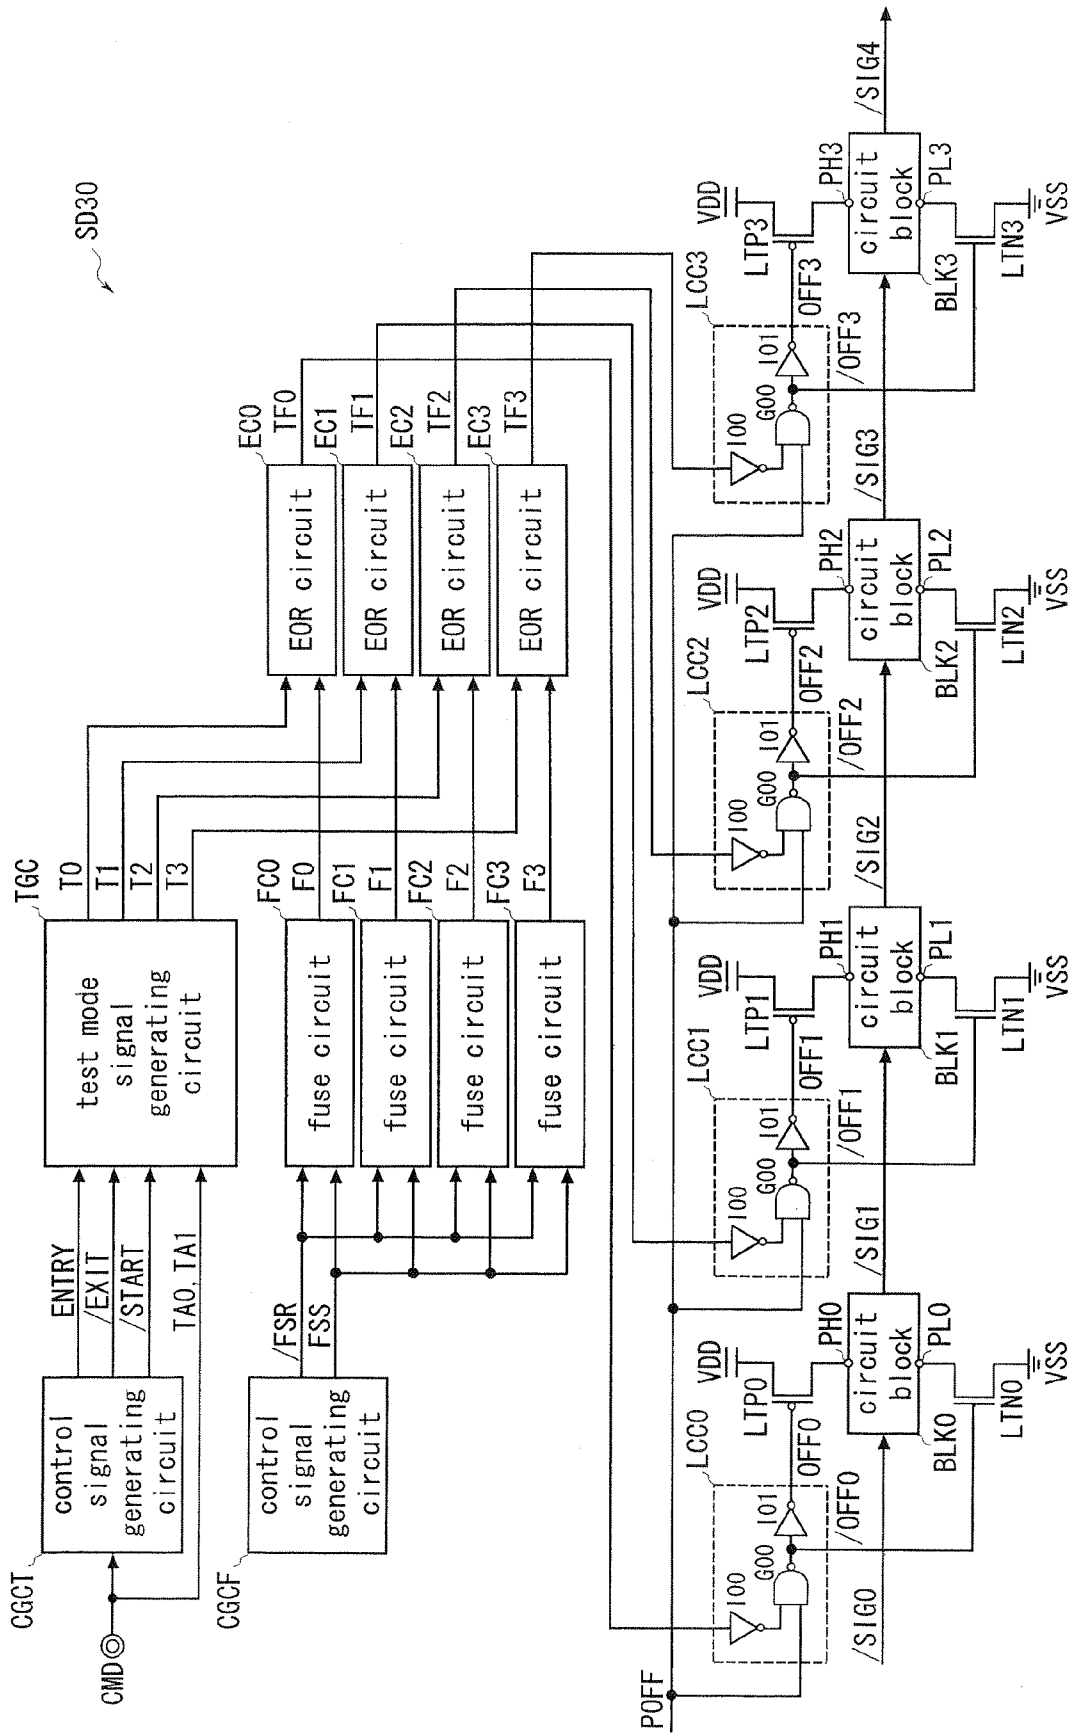 SD30
CMD
CGCT
control
signal
generating
circuit
ENTRY
/EXIT
/START
TA0, TA1
TGC
test mode
signal
generating
circuit
T0
T1
T2
T3
CGCF
control
signal
generating
circuit
/FSR
FSS
FC0
fuse circuit
F0
FC1
fuse circuit
F1
FC2
fuse circuit
F2
FC3
fuse circuit
F3
EC0
EOR circuit
TF0
EC1
EOR circuit
TF1
EC2
EOR circuit
TF2
EC3
EOR circuit
TF3
POFF
LCC0
I00
G00
I01
OFF0
/OFF0
VDD
LTP0
PH0
circuit
block
PL0
BLK0
LTN0
VSS
/SIG0
/SIG1
LCC1
I00
G00
I01
OFF1
/OFF1
VDD
LTP1
PH1
circuit
block
PL1
BLK1
LTN1
VSS
/SIG2
LCC2
I00
G00
I01
OFF2
/OFF2
VDD
LTP2
PH2
circuit
block
PL2
BLK2
LTN2
VSS
/SIG3
LCC3
I00
G00
I01
OFF3
/OFF3
VDD
LTP3
PH3
circuit
block
PL3
BLK3
LTN3
VSS
/SIG4